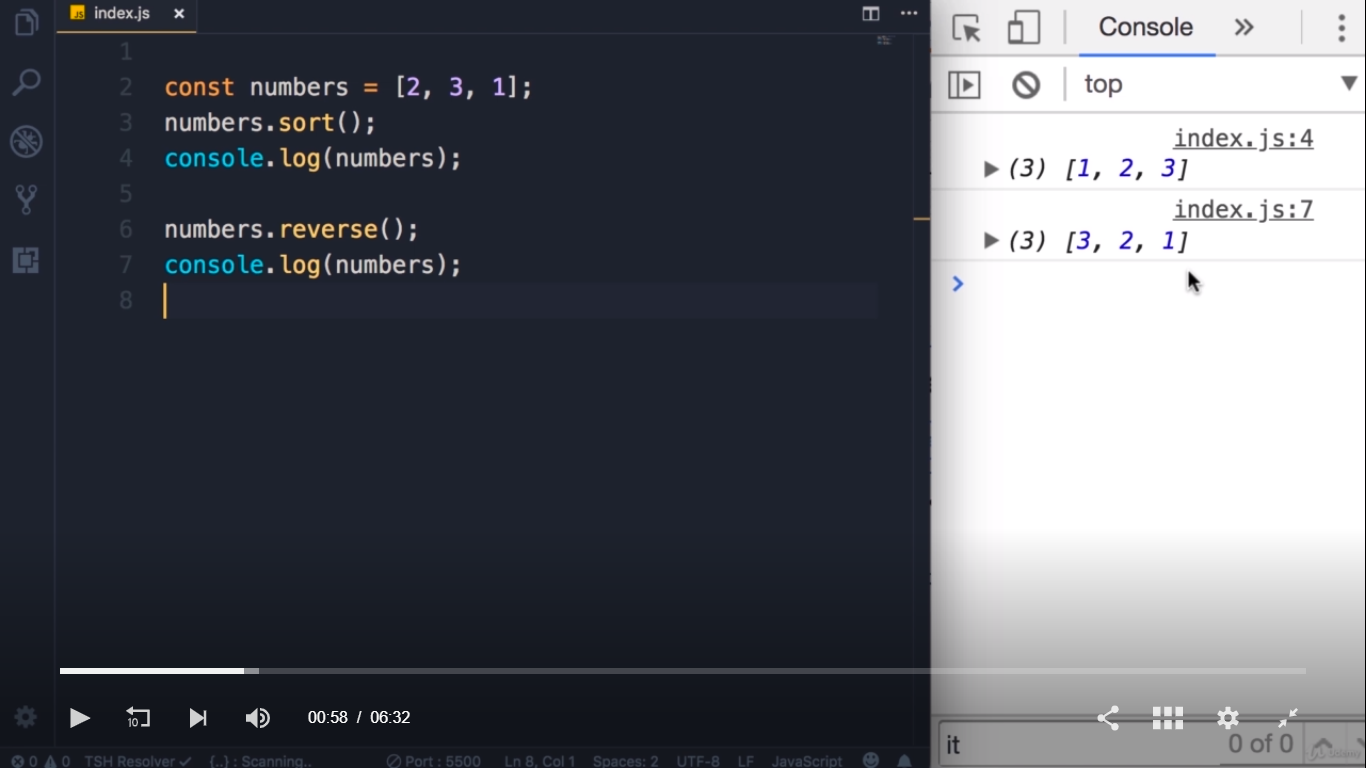 index.js
1
2 const numbers = [2, 3, 1];
3 numbers.sort();
4 console.log(numbers);
5
6 numbers.reverse();
7 console.log(numbers);
8
Console
top
index.js:4
(3) [1, 2, 3]
index.js:7
(3) [3, 2, 1]
10
00:58 / 06:32
0 0 TSH Resolver {..} : Scanning.. Port : 5500 Ln 8, Col 1 Spaces: 2 UTF-8 LF JavaScript
it 0 of 0